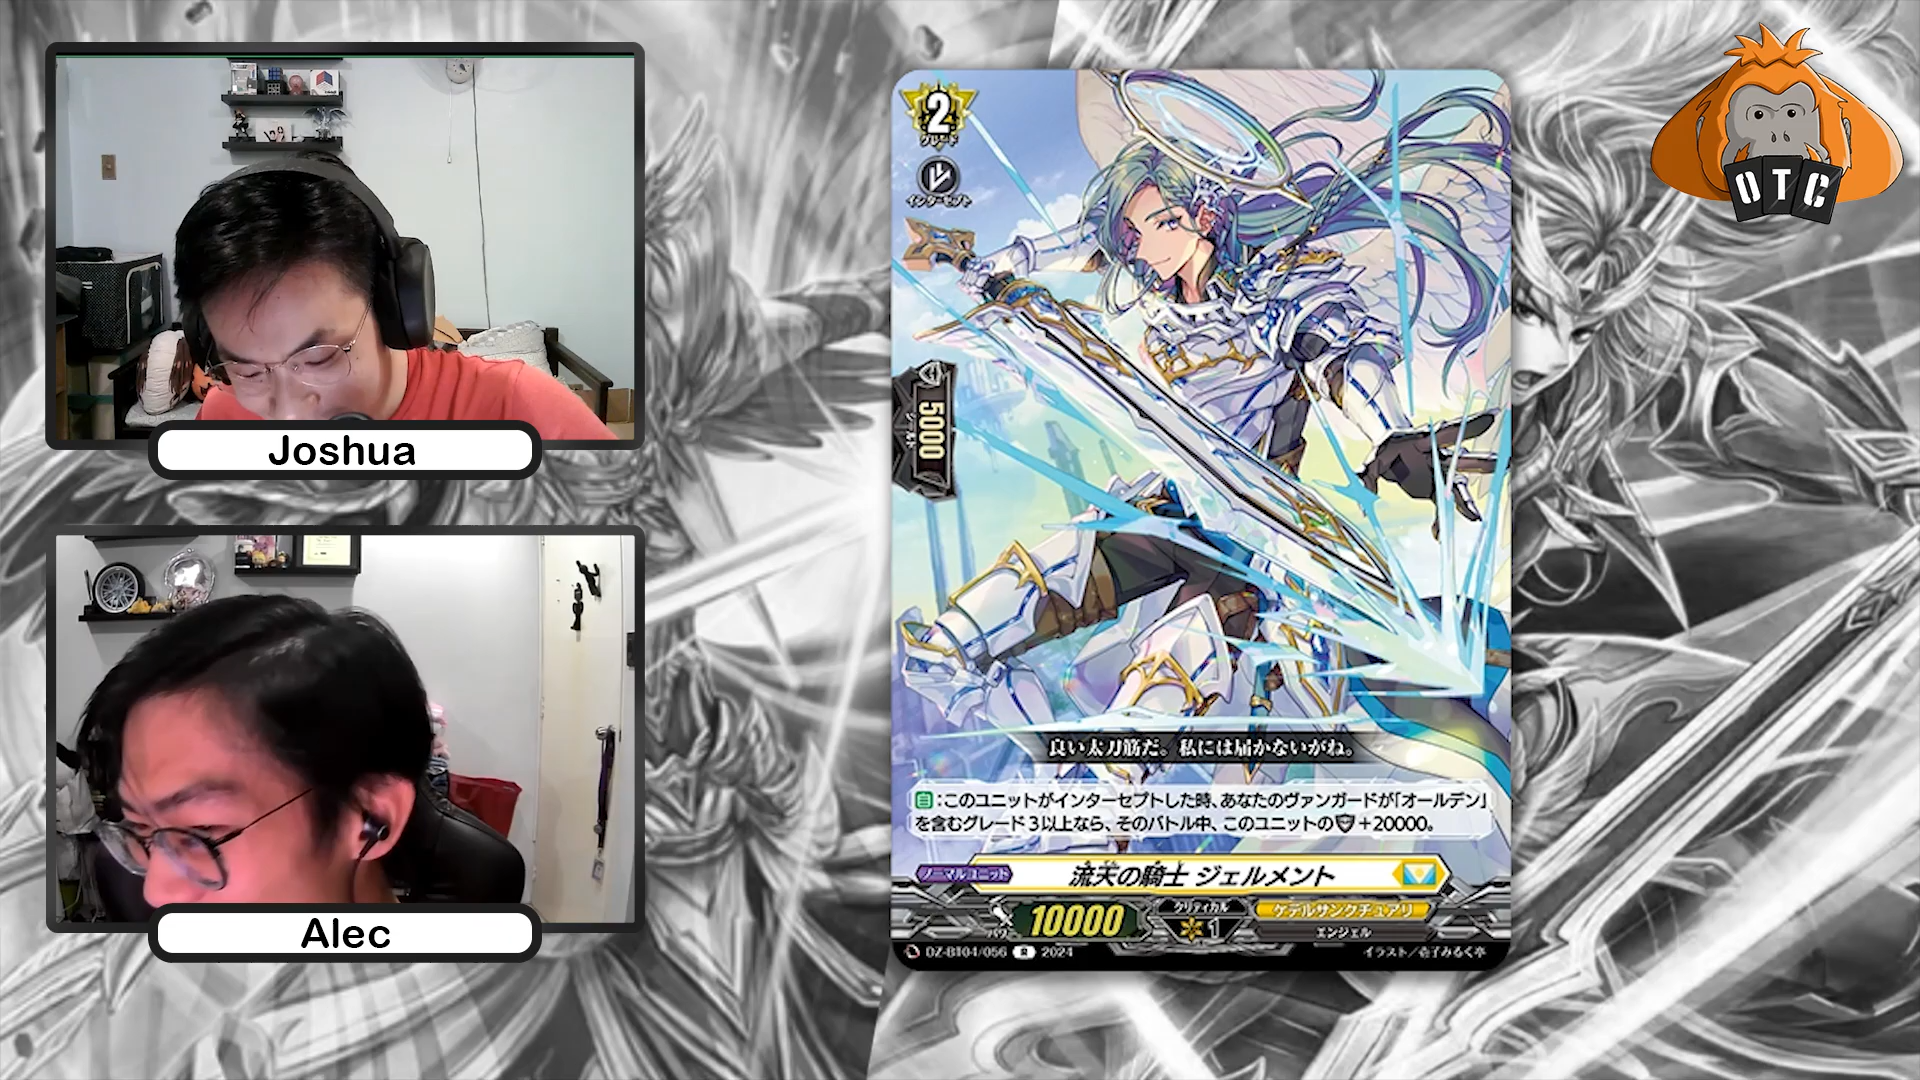 Joshua
Alec
OTC
2
グレード
インターセプト
5000
シールド
良い太刀筋だ。私には届かないがね。
自:このユニットがインターセプトした時、あなたのヴァンガードが「オールデン」
を含むグレード3以上なら、そのバトル中、このユニットの+20000。
ノーマルユニット
流天の騎士 ジェルメント
パワー 10000
クリティカル 1
ケテルサンクチュアリ
エンジェル
DZ-BT04/056 R 2024